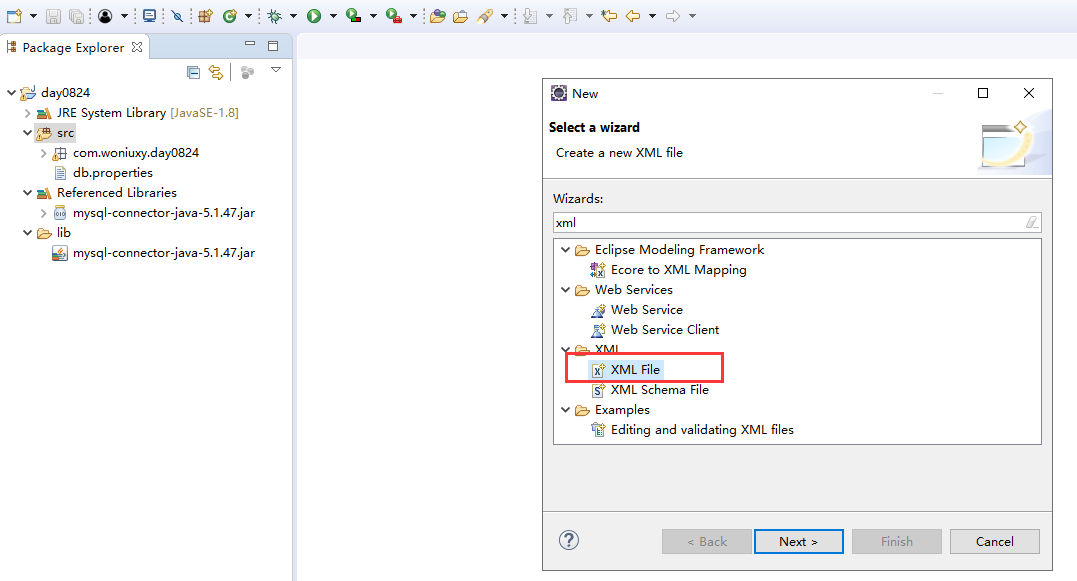 Package Explorer
day0824
JRE System Library [JavaSE-1.8]
src
com.woniuxy.day0824
db.properties
Referenced Libraries
mysql-connector-java-5.1.47.jar
lib
mysql-connector-java-5.1.47.jar
New
Select a wizard
Create a new XML file
Wizards:
xml
Eclipse Modeling Framework
Ecore to XML Mapping
Web Services
Web Service
Web Service Client
XML
XML File
XML Schema File
Examples
Editing and validating XML files
< Back
Next >
Finish
Cancel